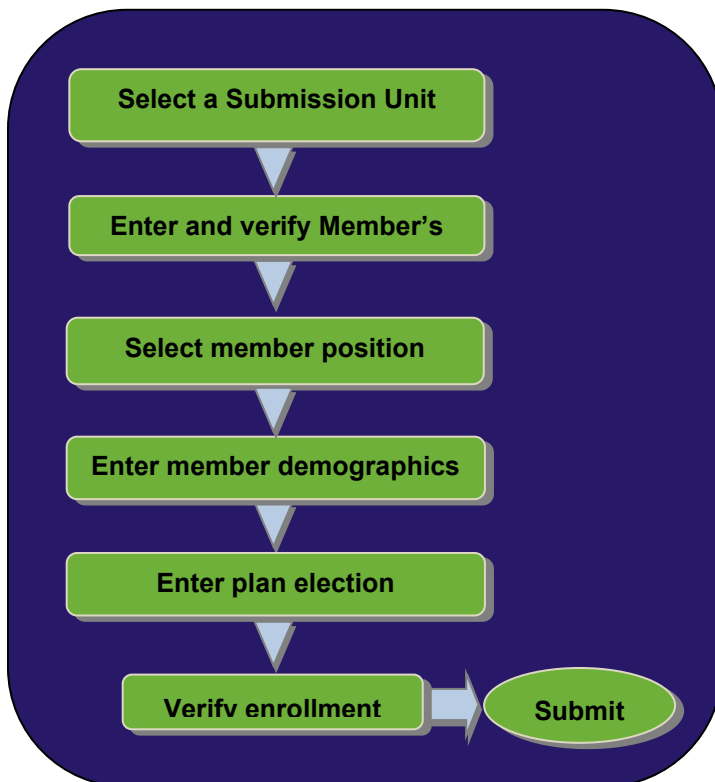 Select a Submission Unit
Enter and verify Member’s
Select member position
Enter member demographics
Enter plan election
Verify enrollment
Submit